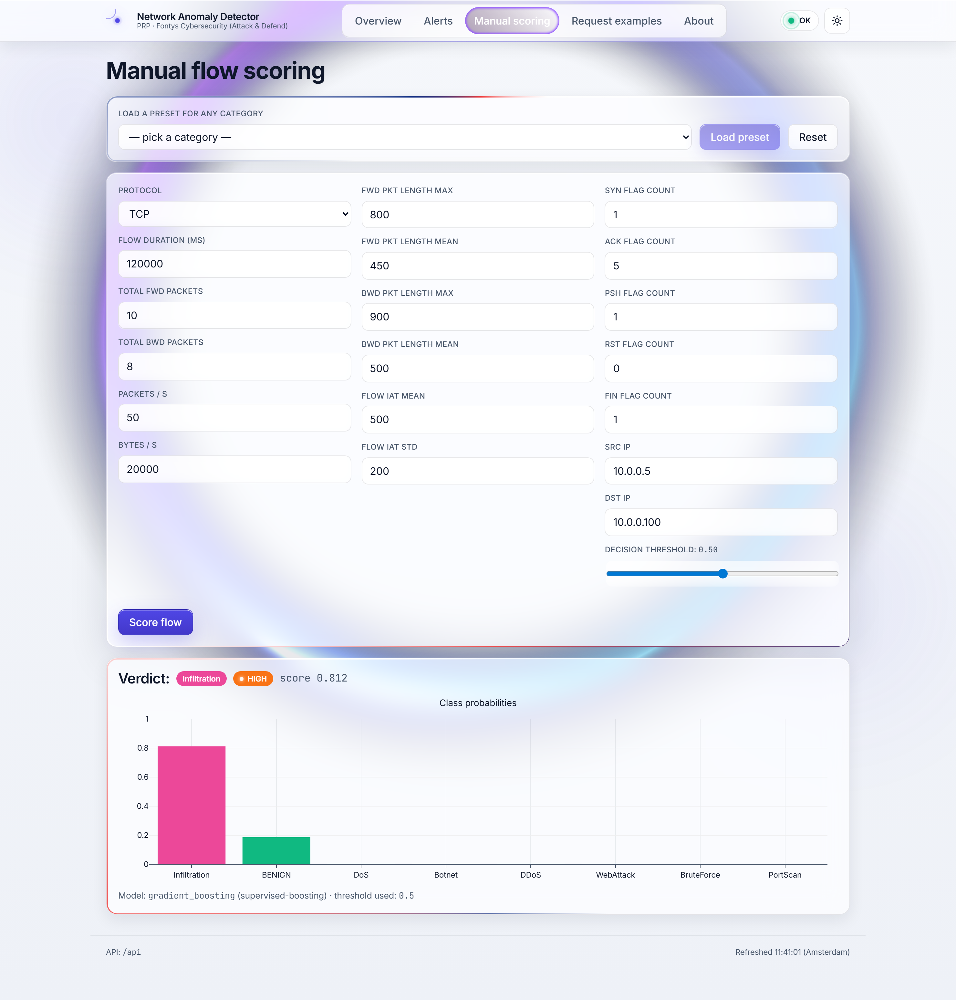 Network Anomaly Detector
PRP · Fontys Cybersecurity (Attack & Defend)
Overview
Alerts
Manual scoring
Request examples
About
OK
Manual flow scoring
LOAD A PRESET FOR ANY CATEGORY
— pick a category —
Load preset
Reset
PROTOCOL
TCP
FLOW DURATION (MS)
120000
TOTAL FWD PACKETS
10
TOTAL BWD PACKETS
8
PACKETS / S
50
BYTES / S
20000
FWD PKT LENGTH MAX
800
FWD PKT LENGTH MEAN
450
BWD PKT LENGTH MAX
900
BWD PKT LENGTH MEAN
500
FLOW IAT MEAN
500
FLOW IAT STD
200
SYN FLAG COUNT
1
ACK FLAG COUNT
5
PSH FLAG COUNT
1
RST FLAG COUNT
0
FIN FLAG COUNT
1
SRC IP
10.0.0.5
DST IP
10.0.0.100
DECISION THRESHOLD: 0.50
Score flow
Verdict: Infiltration HIGH score 0.812
Class probabilities
1
0.8
0.6
0.4
0.2
0
Infiltration
BENIGN
DoS
Botnet
DDoS
WebAttack
BruteForce
PortScan
Model: gradient_boosting (supervised-boosting) · threshold used: 0.5
API: /api
Refreshed 11:41:01 (Amsterdam)